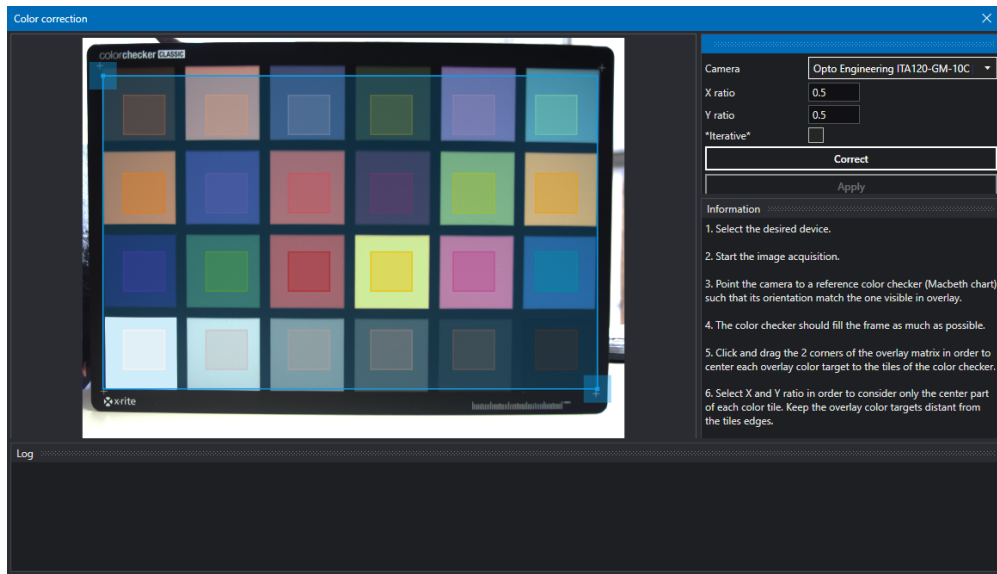 Color correction
colorchecker CLASSIC
x-rite
Camera
Opto Engineering ITA120-GM-10C
X ratio
0.5
Y ratio
0.5
*Iterative*
Correct
Apply
Information
1. Select the desired device.
2. Start the image acquisition.
3. Point the camera to a reference color checker (Macbeth chart)
such that its orientation match the one visible in overlay.
4. The color checker should fill the frame as much as possible.
5. Click and drag the 2 corners of the overlay matrix in order to
center each overlay color target to the tiles of the color checker.
6. Select X and Y ratio in order to consider only the center part
of each color tile. Keep the overlay color targets distant from
the tiles edges.
Log